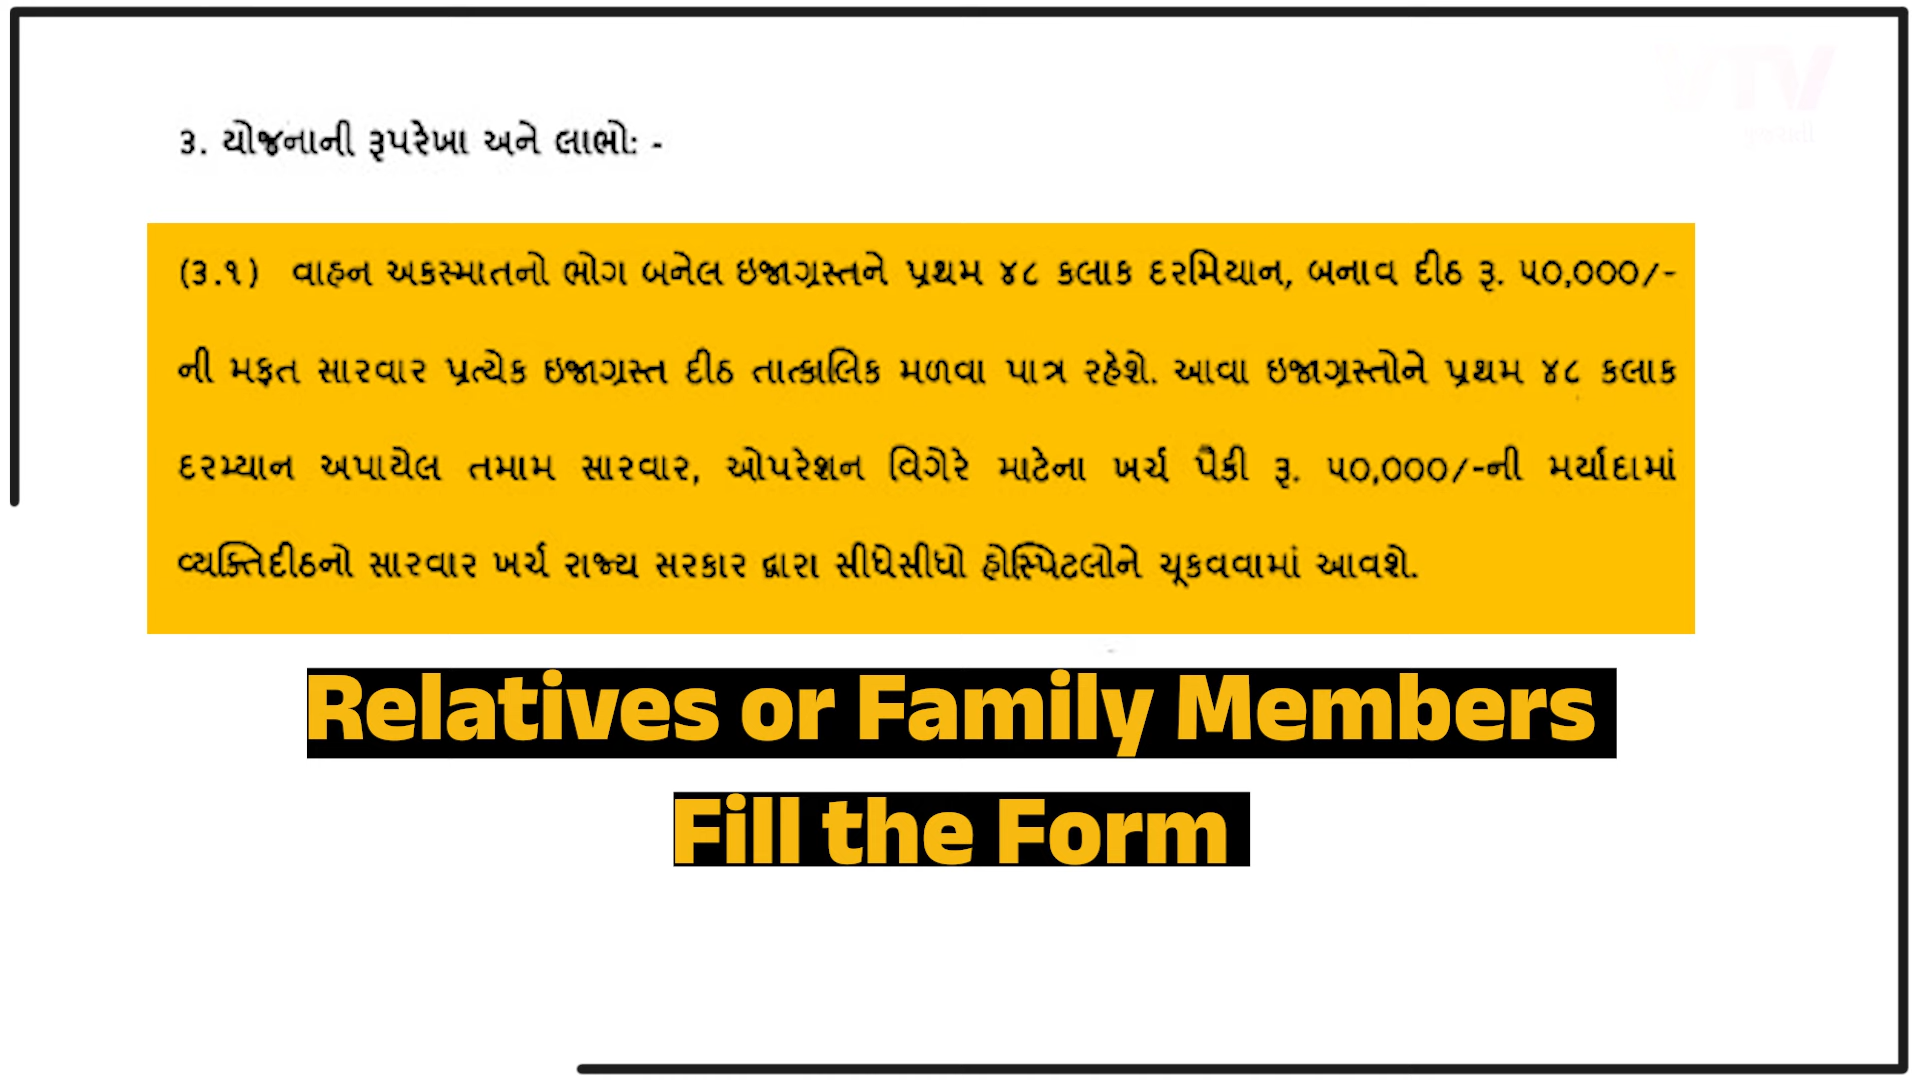 ૩. યોજનાની રૂપરેખા અને લાભો: -
(૩.૧) વાહન અકસ્માતનો ભોગ બનેલ ઇજાગ્રસ્તને પ્રથમ ૪૮ કલાક દરમિયાન, બનાવ દીઠ રૂ. ૫૦,૦૦૦/-
ની મફત સારવાર પ્રત્યેક ઇજાગ્રસ્ત દીઠ તાત્કાલિક મળવા પાત્ર રહેશે. આવા ઇજાગ્રસ્તોને પ્રથમ ૪૮ કલાક
દરમ્યાન અપાયેલ તમામ સારવાર, ઓપરેશન વિગેરે માટેના ખર્ચ પૈકી રૂ. ૫૦,૦૦૦/-ની મર્યાદામાં
વ્યક્તિદીઠનો સારવાર ખર્ચ રાજ્ય સરકાર દ્વારા સીધેસીધો હોસ્પિટલોને ચૂકવવામાં આવશે.
Relatives or Family Members
Fill the Form